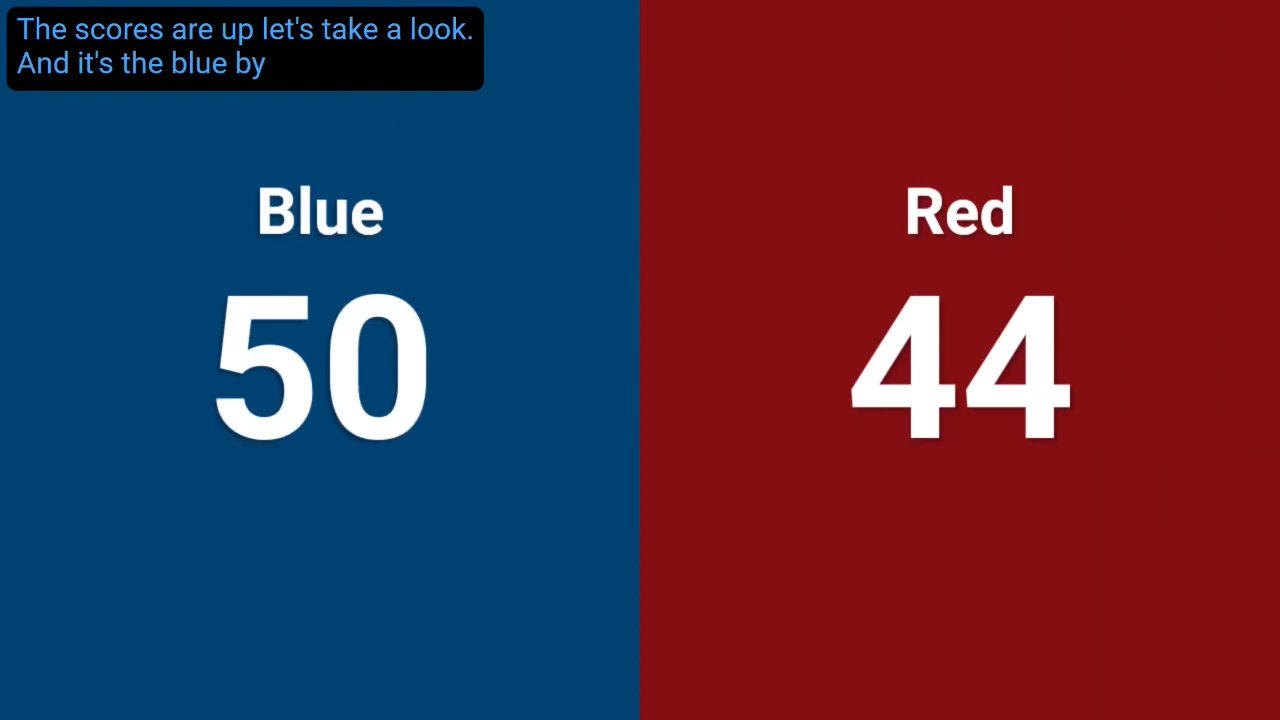 The scores are up let's take a look.
And it's the blue by
Blue
50
Red
44